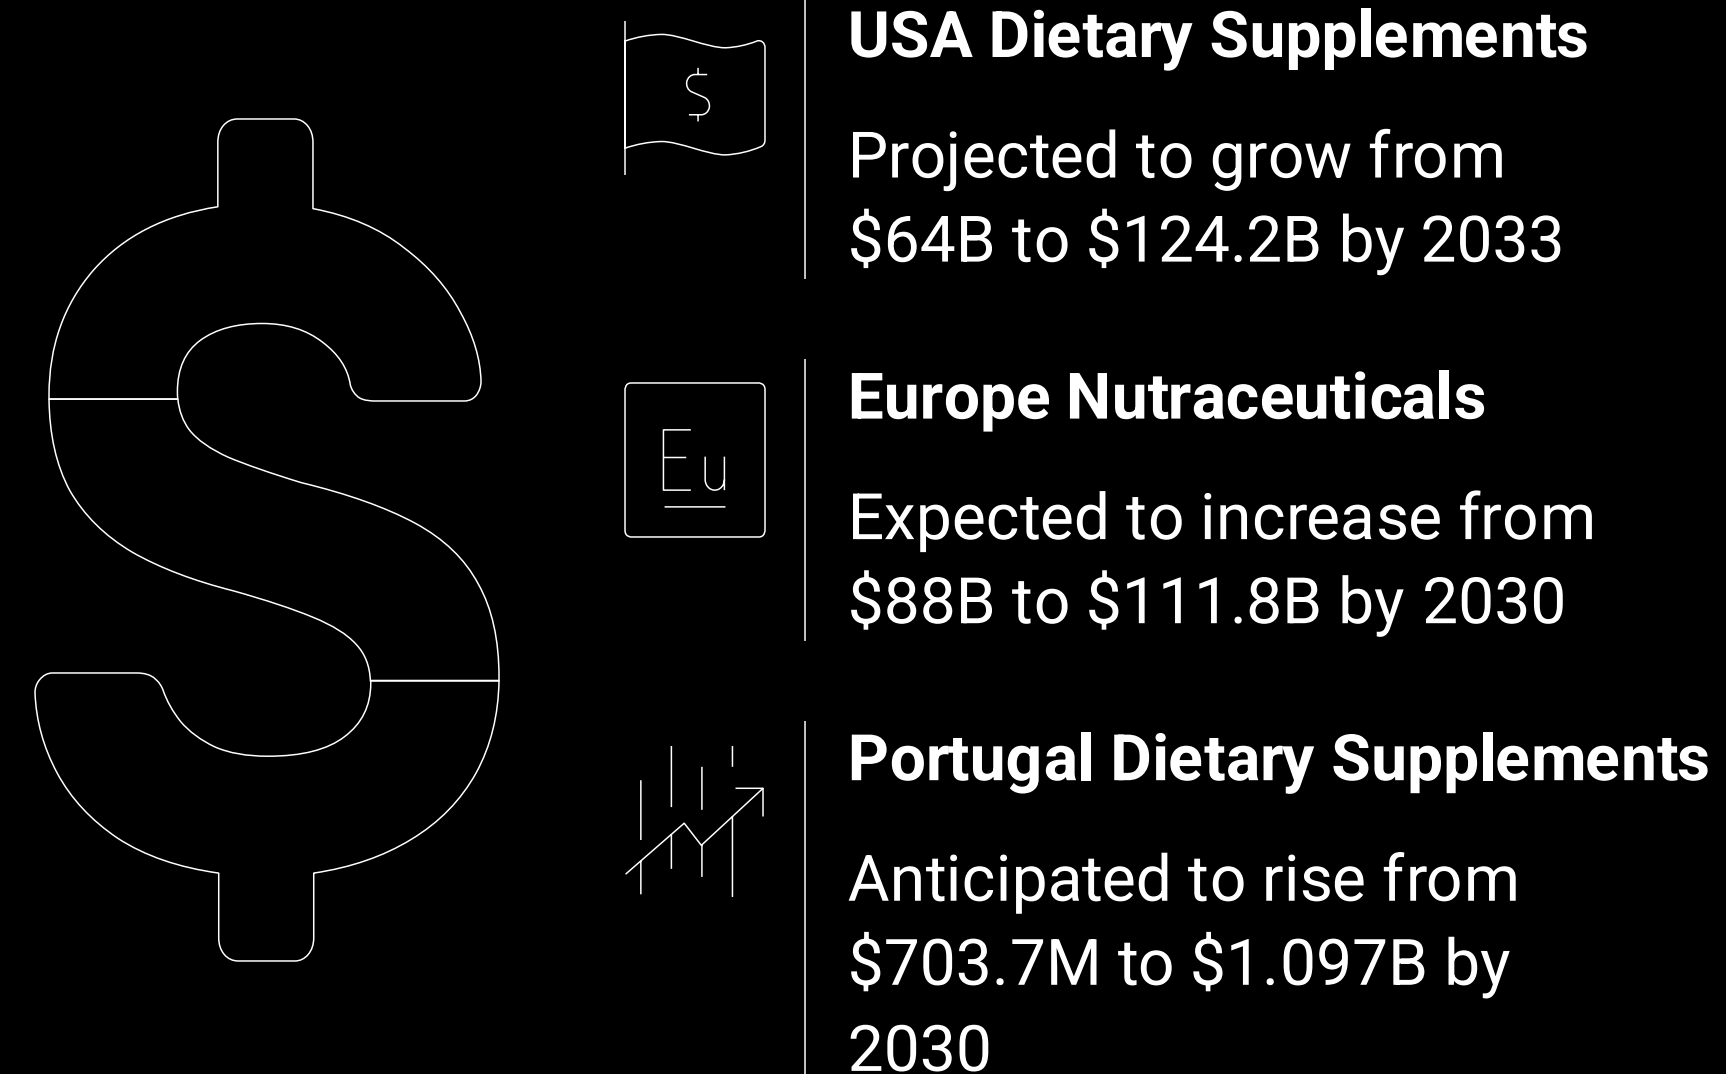 $
USA Dietary Supplements
Projected to grow from
$64B to $124.2B by 2033
Eu
Europe Nutraceuticals
Expected to increase from
$88B to $111.8B by 2030
Portugal Dietary Supplements
Anticipated to rise from
$703.7M to $1.097B by
2030